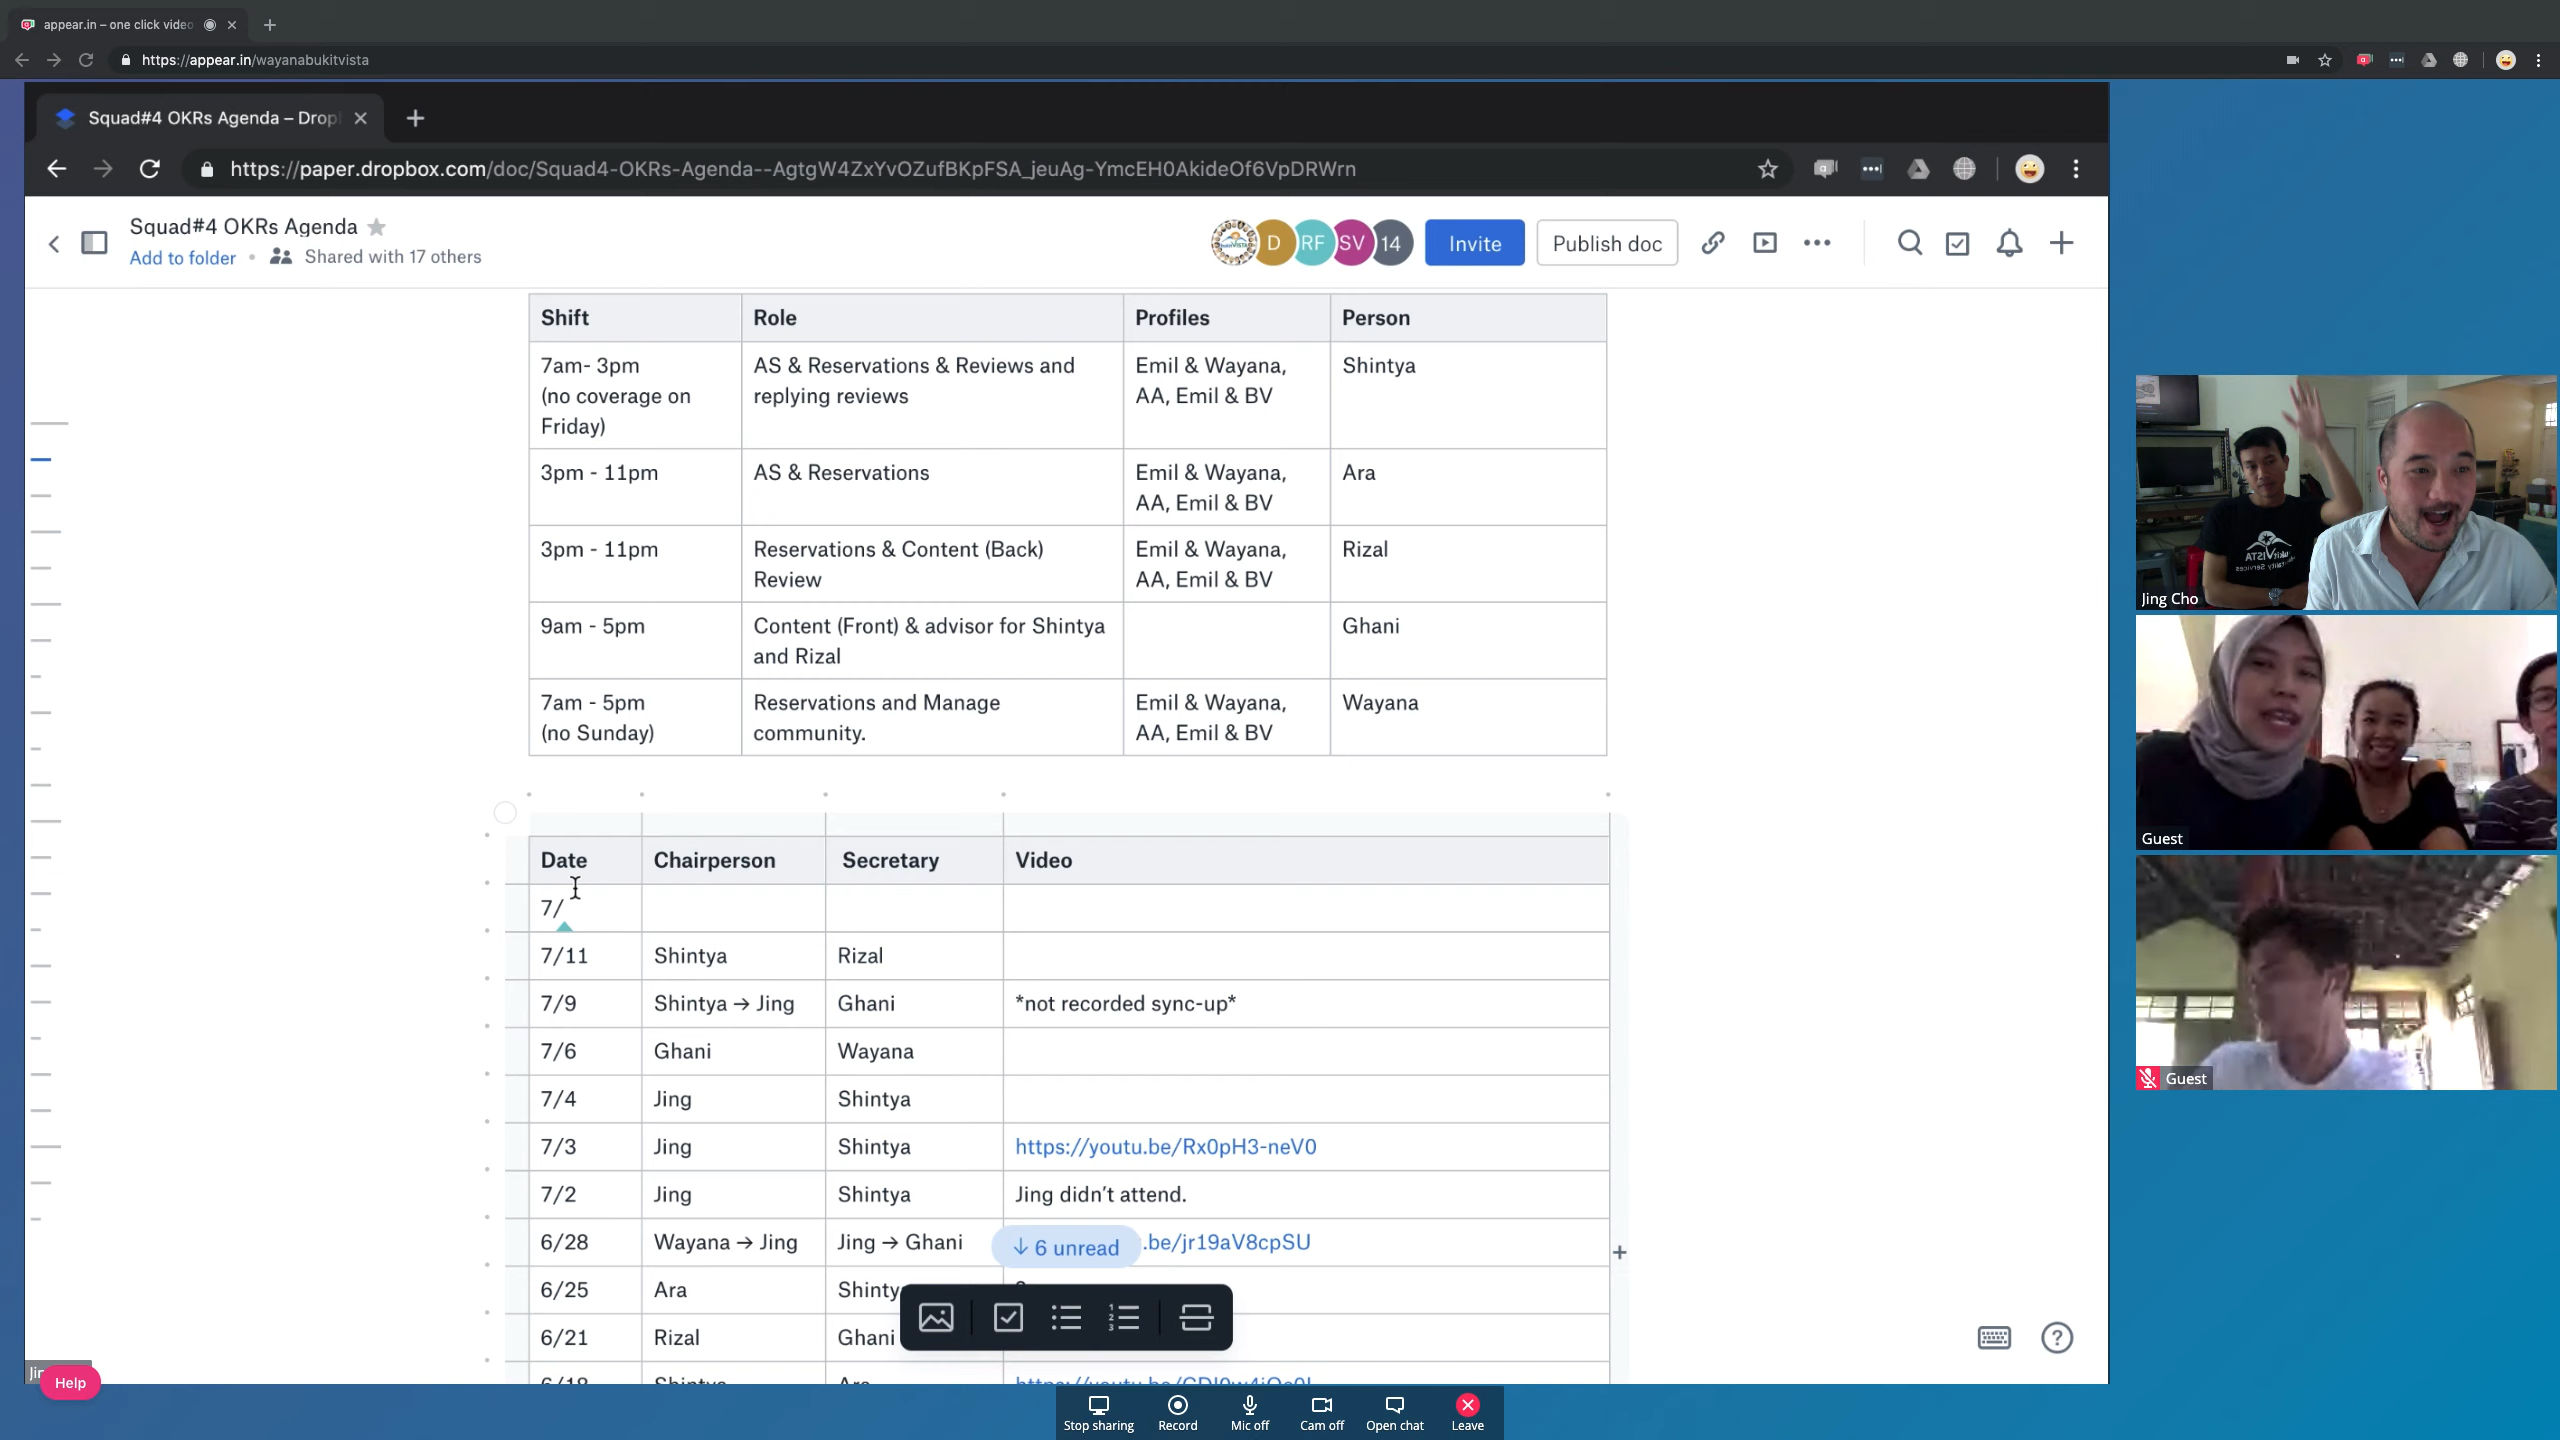 appear.in – one click video
https://appear.in/wayanabukitvista
Squad#4 OKRs Agenda – Drop
https://paper.dropbox.com/doc/Squad4-OKRs-Agenda--AgtgW4ZxYvOZufBKpFSA_jeuAg-YmcEH0AkideOf6VpDRWrn
Squad#4 OKRs Agenda
Add to folder • Shared with 17 others
D RF SV 14 Invite Publish doc
Shift Role Profiles Person
7am- 3pm
(no coverage on
Friday)
AS & Reservations & Reviews and
replying reviews
Emil & Wayana,
AA, Emil & BV
Shintya
3pm - 11pm
AS & Reservations
Emil & Wayana,
AA, Emil & BV
Ara
3pm - 11pm
Reservations & Content (Back)
Review
Emil & Wayana,
AA, Emil & BV
Rizal
9am - 5pm
Content (Front) & advisor for Shintya
and Rizal
Ghani
7am - 5pm
(no Sunday)
Reservations and Manage
community.
Emil & Wayana,
AA, Emil & BV
Wayana
Date Chairperson Secretary Video
7/
7/11 Shintya Rizal
7/9 Shintya → Jing Ghani *not recorded sync-up*
7/6 Ghani Wayana
7/4 Jing Shintya
7/3 Jing Shintya https://youtu.be/Rx0pH3-neV0
7/2 Jing Shintya Jing didn't attend.
6/28 Wayana → Jing Jing → Ghani .be/jr19aV8cpSU
↓ 6 unread
6/25 Ara Shinty
6/21 Rizal Ghani
6/18 Shintya Ara
Help
Stop sharing Record Mic off Cam off Open chat Leave
Jing Cho
VISTA
Guest
Guest